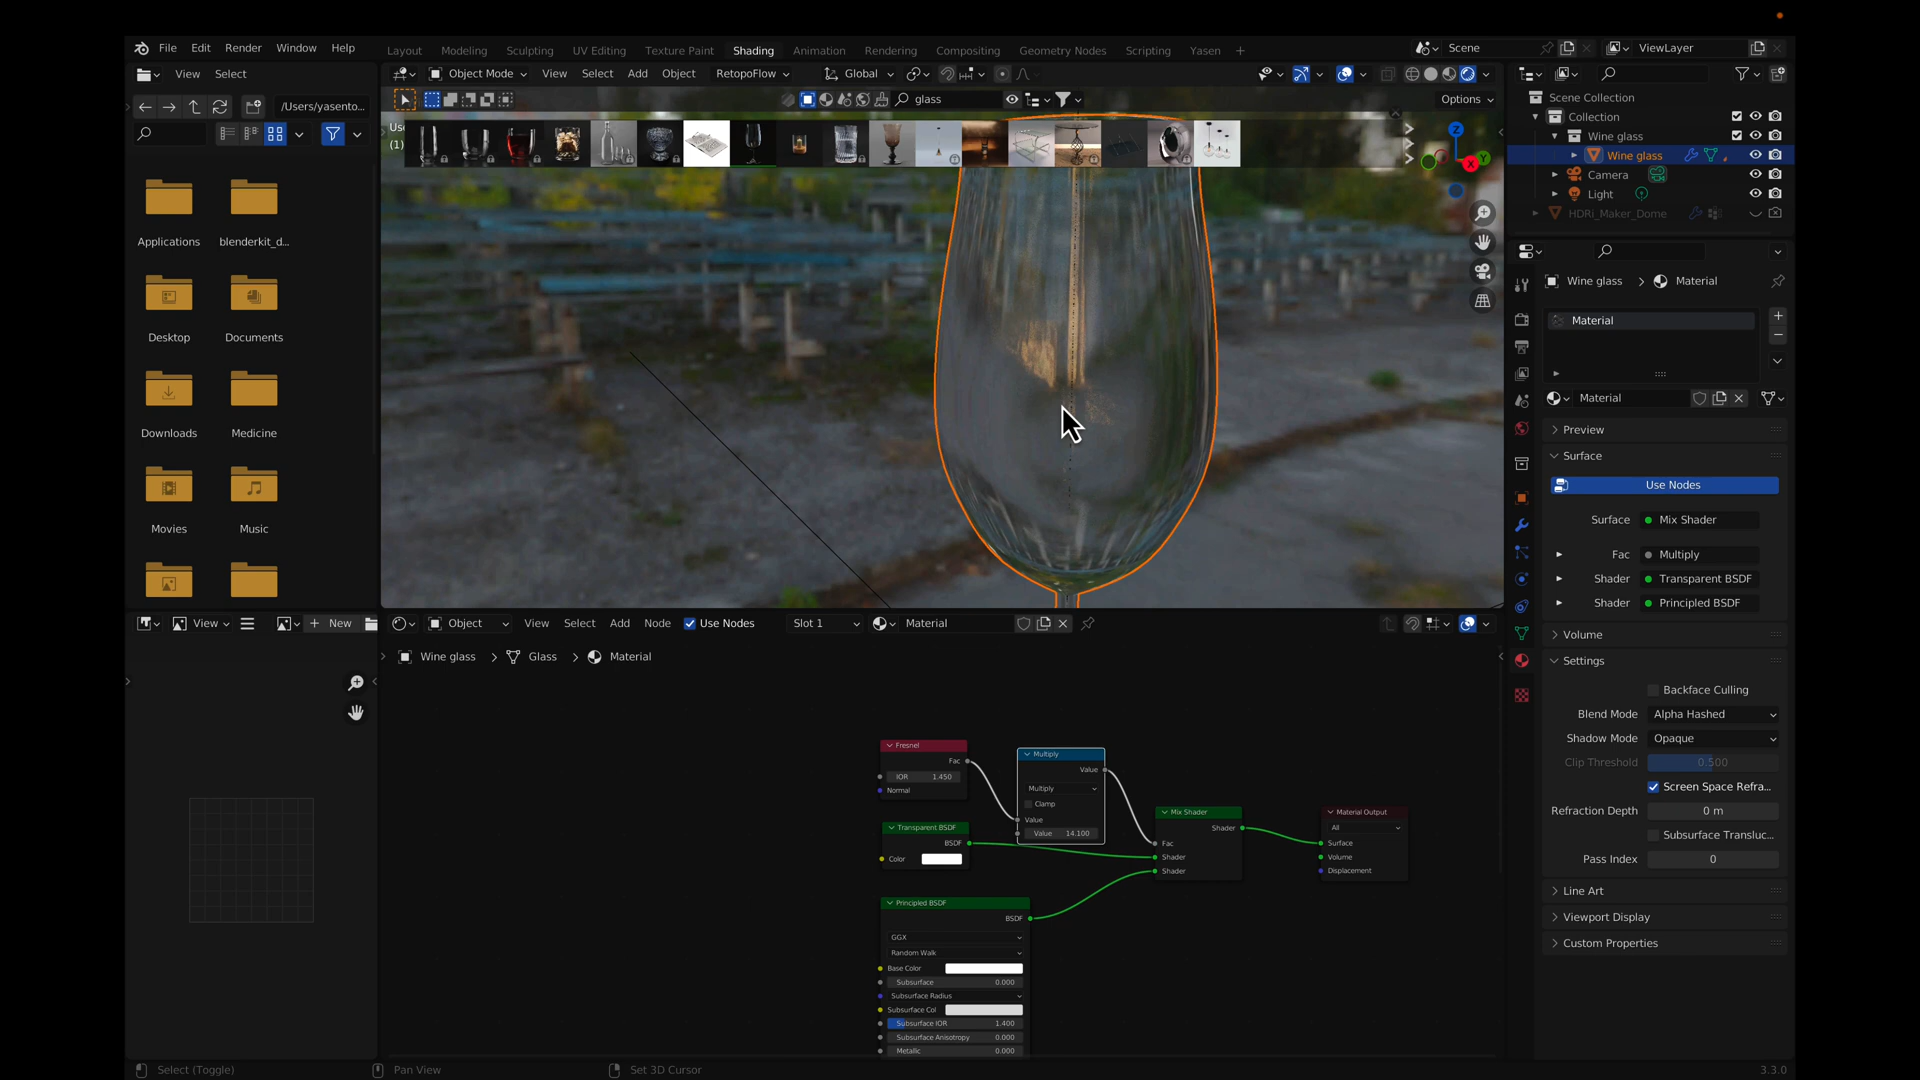 File Edit Render Window Help
Layout Modeling Sculpting UV Editing Texture Paint Shading Animation Rendering Compositing Geometry Nodes Scripting Yasen +
Scene
ViewLayer
View Select
Object Mode View Select Add Object RetopoFlow Global
/Users/yasento...
glass
Options
Use
(1)
Z
X
Y
Applications
blenderkit_d...
Desktop
Documents
Downloads
Medicine
Movies
Music
Scene Collection
Collection
Wine glass
Wine glass
Camera
Light
HDRi_Maker_Dome
Wine glass > Material
Material
Material
Preview
Surface
Use Nodes
Surface Mix Shader
Fac Multiply
Shader Transparent BSDF
Shader Principled BSDF
Volume
Settings
Backface Culling
Blend Mode Alpha Hashed
Shadow Mode Opaque
Clip Threshold 0.500
Screen Space Refra...
Refraction Depth 0 m
Subsurface Transluc...
Pass Index 0
Line Art
Viewport Display
Custom Properties
View
+ New
Object View Select Add Node Use Nodes Slot 1 Material
Wine glass > Glass > Material
Fresnel
Fac
IOR 1.450
Normal
Multiply
Value
Multiply
Clamp
Value
Value 14.100
Transparent BSDF
BSDF
Color
Mix Shader
Shader
Fac
Shader
Shader
Material Output
All
Surface
Volume
Displacement
Principled BSDF
BSDF
GGX
Random Walk
Base Color
Subsurface 0.000
Subsurface Radius
Subsurface Col
Subsurface IOR 1.400
Subsurface Anisotropy 0.000
Metallic 0.000
Select (Toggle)
Pan View
Set 3D Cursor
3.3.0